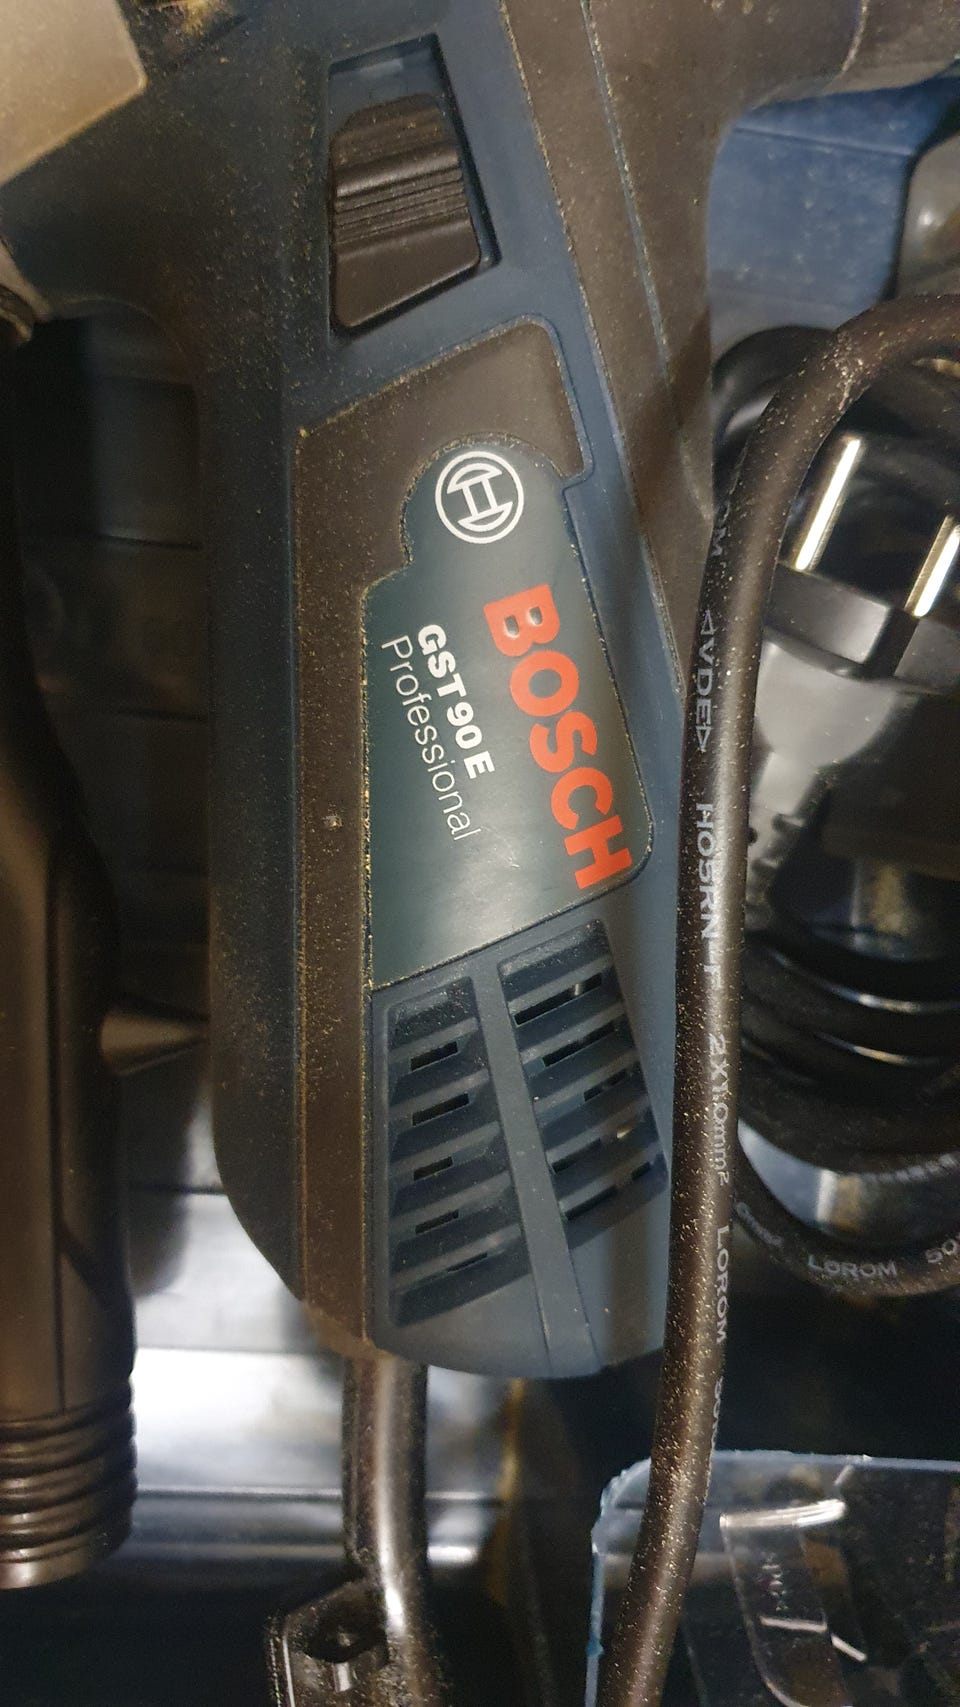 BOSCH
GST 90 E
Professional
◁VDE▷ H05RN-F 2X1.0mm² LOROM
LOROM